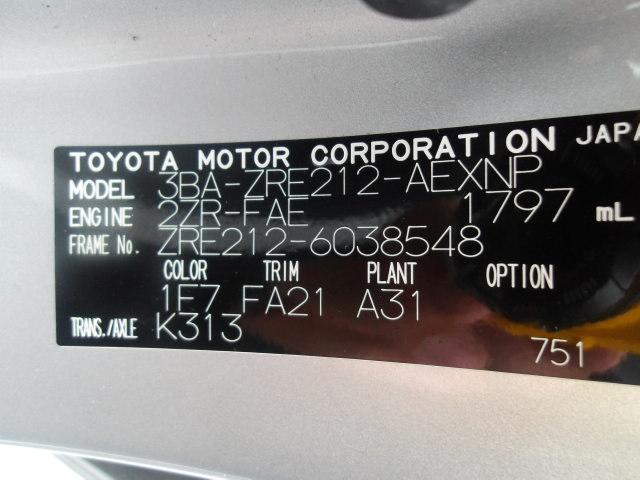 TOYOTA MOTOR CORPORATION JAPA
MODEL 3BA-ZRE212-AEXNP
ENGINE 2ZR-FAE 1797 mL
FRAME No. ZRE212-6038548
COLOR TRIM PLANT OPTION
1E7 FA21 A31
TRANS./AXLE K313
751